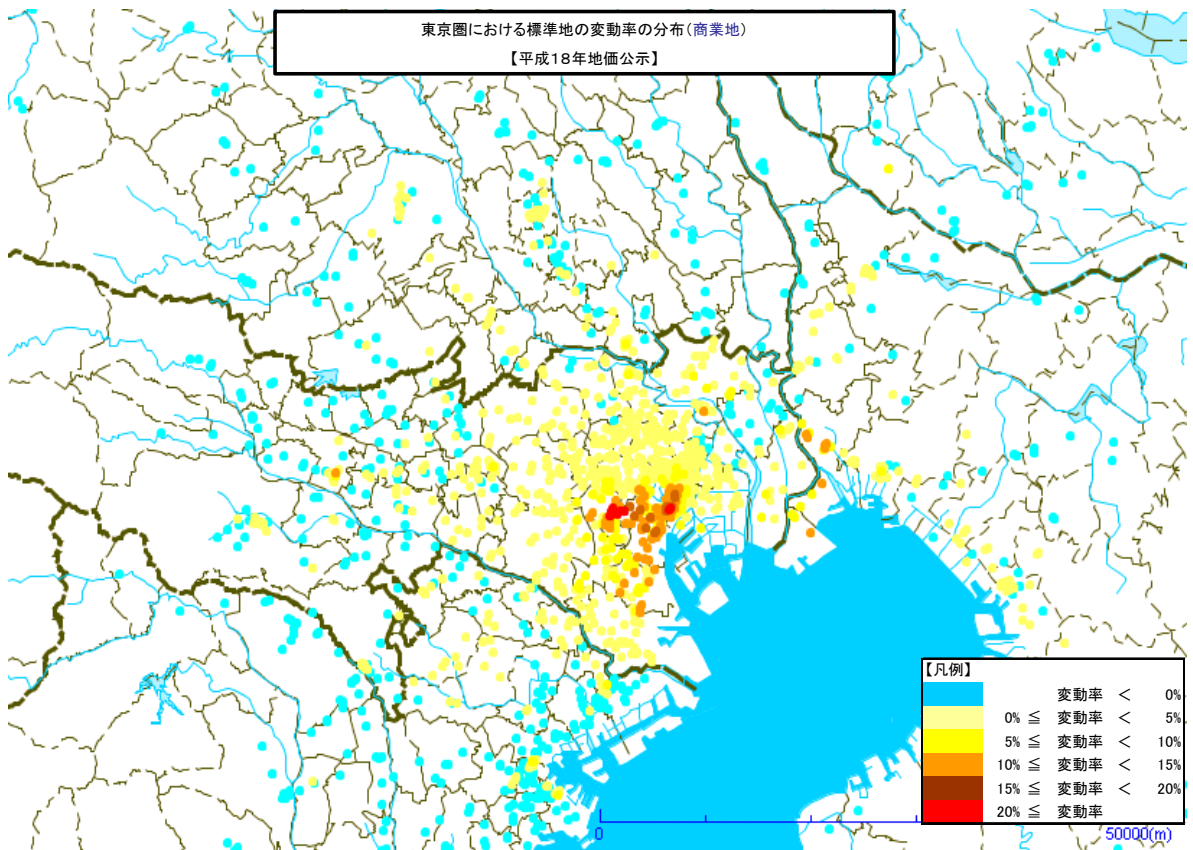 東京圏における標準地の変動率の分布(商業地)
【平成18年地価公示】
【凡例】
変動率 < 0%
0% ≦ 変動率 < 5%
5% ≦ 変動率 < 10%
10% ≦ 変動率 < 15%
15% ≦ 変動率 < 20%
20% ≦ 変動率
0 50000(m)